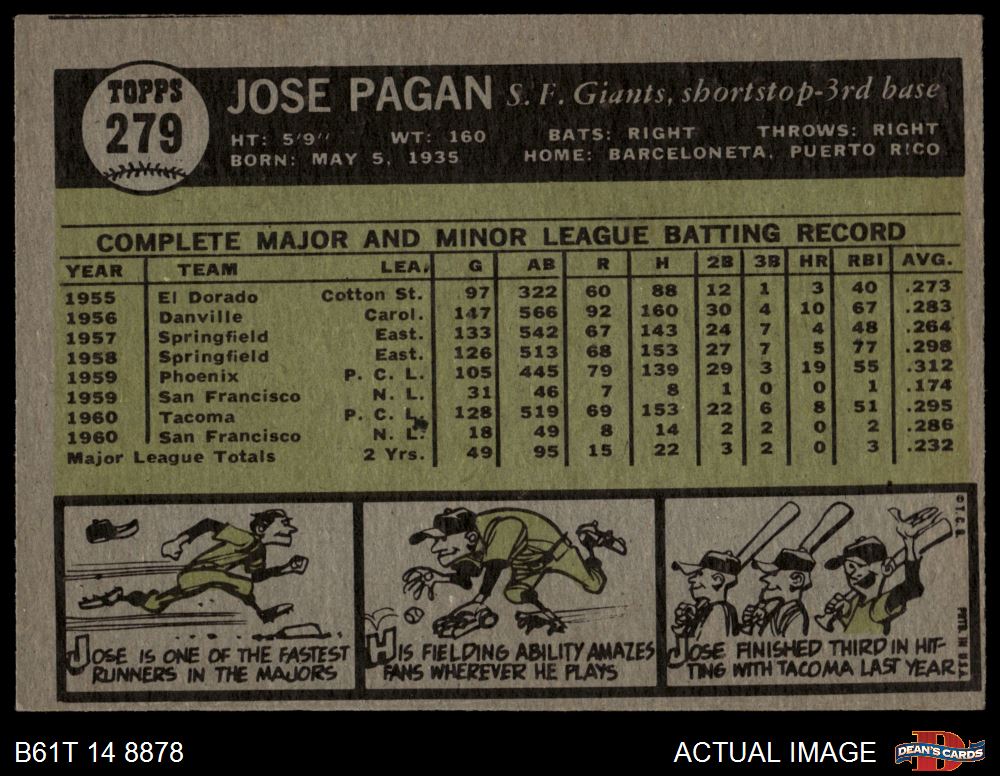 TOPPS
279
JOSE PAGAN S. F. Giants, shortstop-3rd base
HT: 5'9" WT: 160 BATS: RIGHT THROWS: RIGHT
BORN: MAY 5, 1935 HOME: BARCELONETA, PUERTO RICO
COMPLETE MAJOR AND MINOR LEAGUE BATTING RECORD
YEAR TEAM LEA. G AB R H 2B 3B HR RBI AVG.
1955 El Dorado Cotton St. 97 322 60 88 12 1 3 40 .273
1956 Danville Carol. 147 566 92 160 30 4 10 67 .283
1957 Springfield East. 133 542 67 143 24 7 4 48 .264
1958 Springfield East. 126 513 68 153 27 7 5 77 .298
1959 Phoenix P. C. L. 105 445 79 139 29 3 19 55 .312
1959 San Francisco N. L. 31 46 7 8 1 0 0 1 .174
1960 Tacoma P. C. L. 128 519 69 153 22 6 8 51 .295
1960 San Francisco N. L. 18 49 8 14 2 2 0 2 .286
Major League Totals 2 Yrs. 49 95 15 22 3 2 0 3 .232
JOSE IS ONE OF THE FASTEST
RUNNERS IN THE MAJORS
HIS FIELDING ABILITY AMAZES
FANS WHEREVER HE PLAYS
JOSE FINISHED THIRD IN HIT-
TING WITH TACOMA LAST YEAR
© T.C.G. PRTD. IN U.S.A.
B61T 14 8878
ACTUAL IMAGE
DEAN'S CARDS